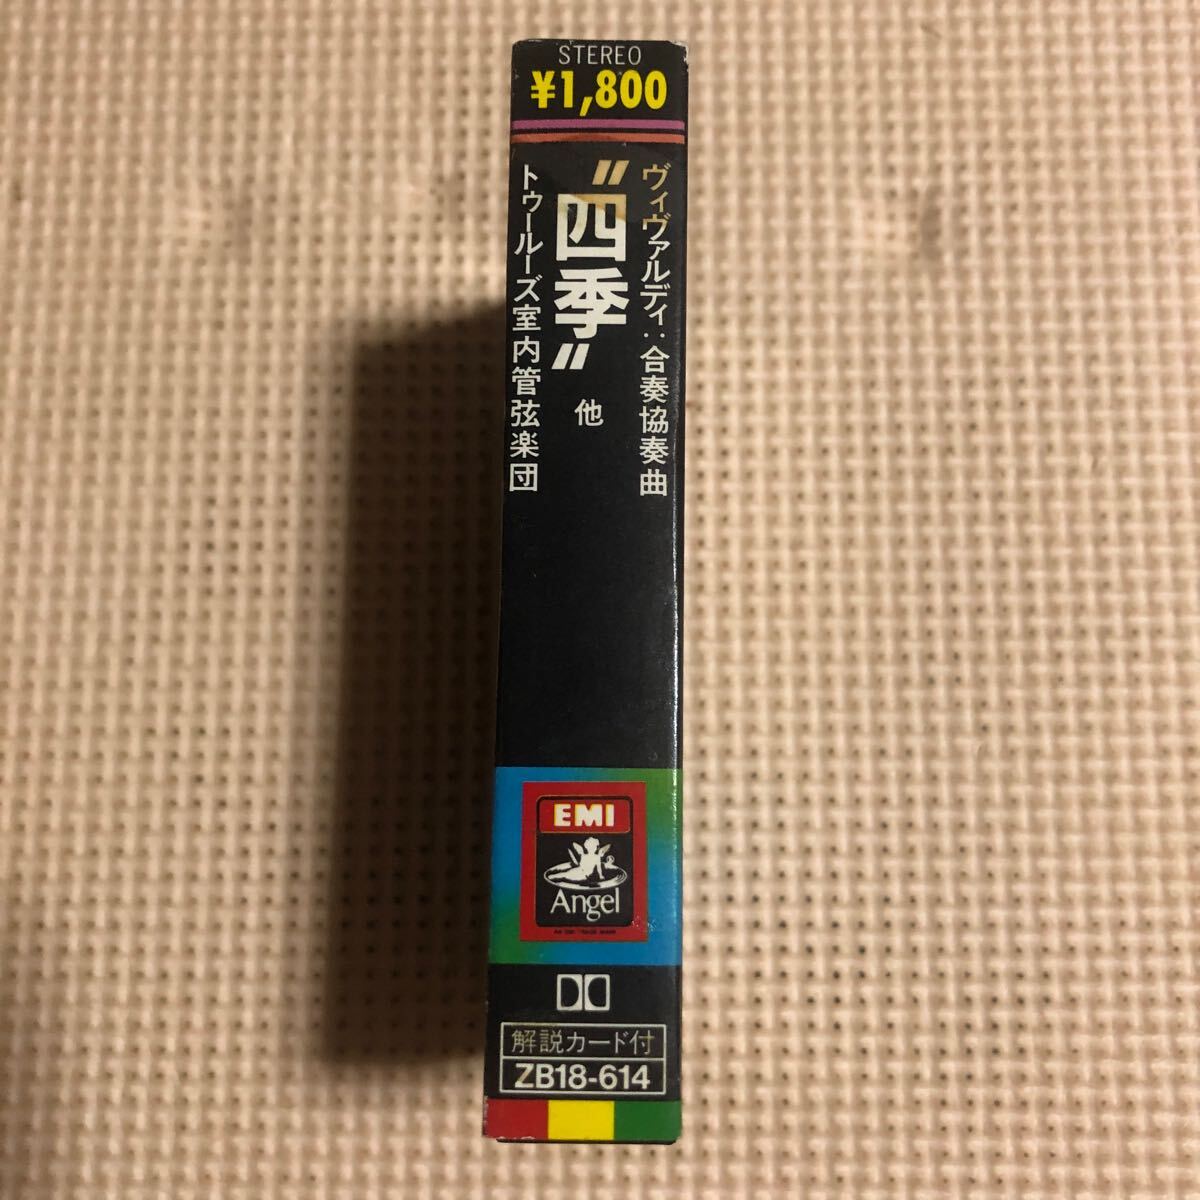 STEREO
¥1,800
ヴィヴァルディ:合奏協奏曲
“四季” 他
トゥールーズ室内管弦楽団
EMI
Angel
解説カード付
ZB18-614